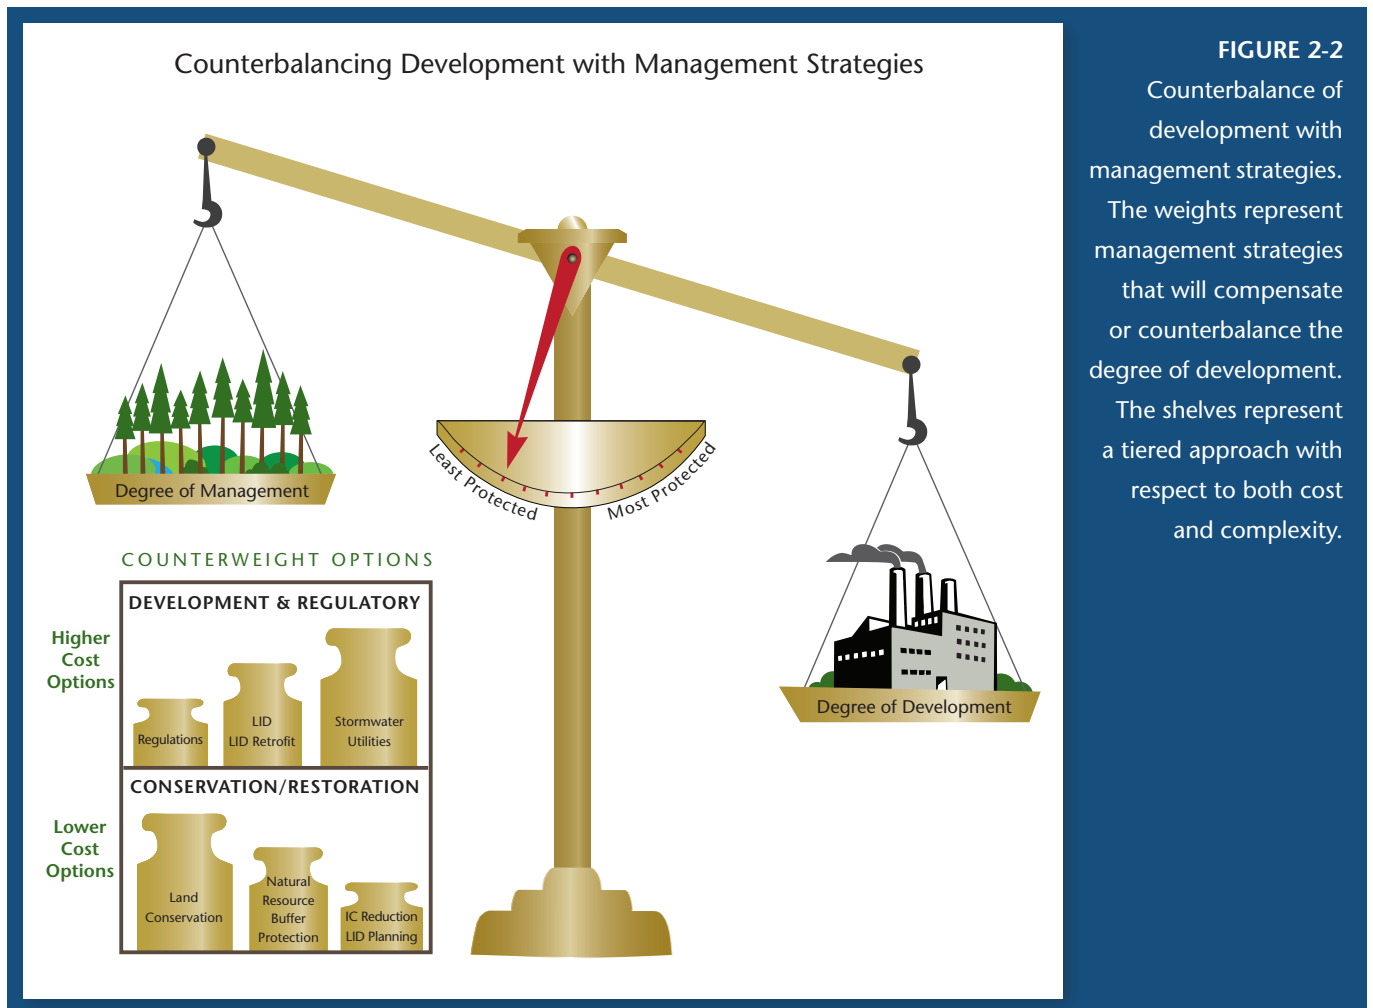 Counterbalancing Development with Management Strategies
Degree of Management
Least Protected
Most Protected
Degree of Development
COUNTERWEIGHT OPTIONS
DEVELOPMENT & REGULATORY
Higher
Cost
Options
Regulations
LID
LID Retrofit
Stormwater
Utilities
CONSERVATION/RESTORATION
Lower
Cost
Options
Land
Conservation
Natural
Resource
Buffer
Protection
IC Reduction
LID Planning
FIGURE 2-2
Counterbalance of
development with
management strategies.
The weights represent
management strategies
that will compensate
or counterbalance the
degree of development.
The shelves represent
a tiered approach with
respect to both cost
and complexity.